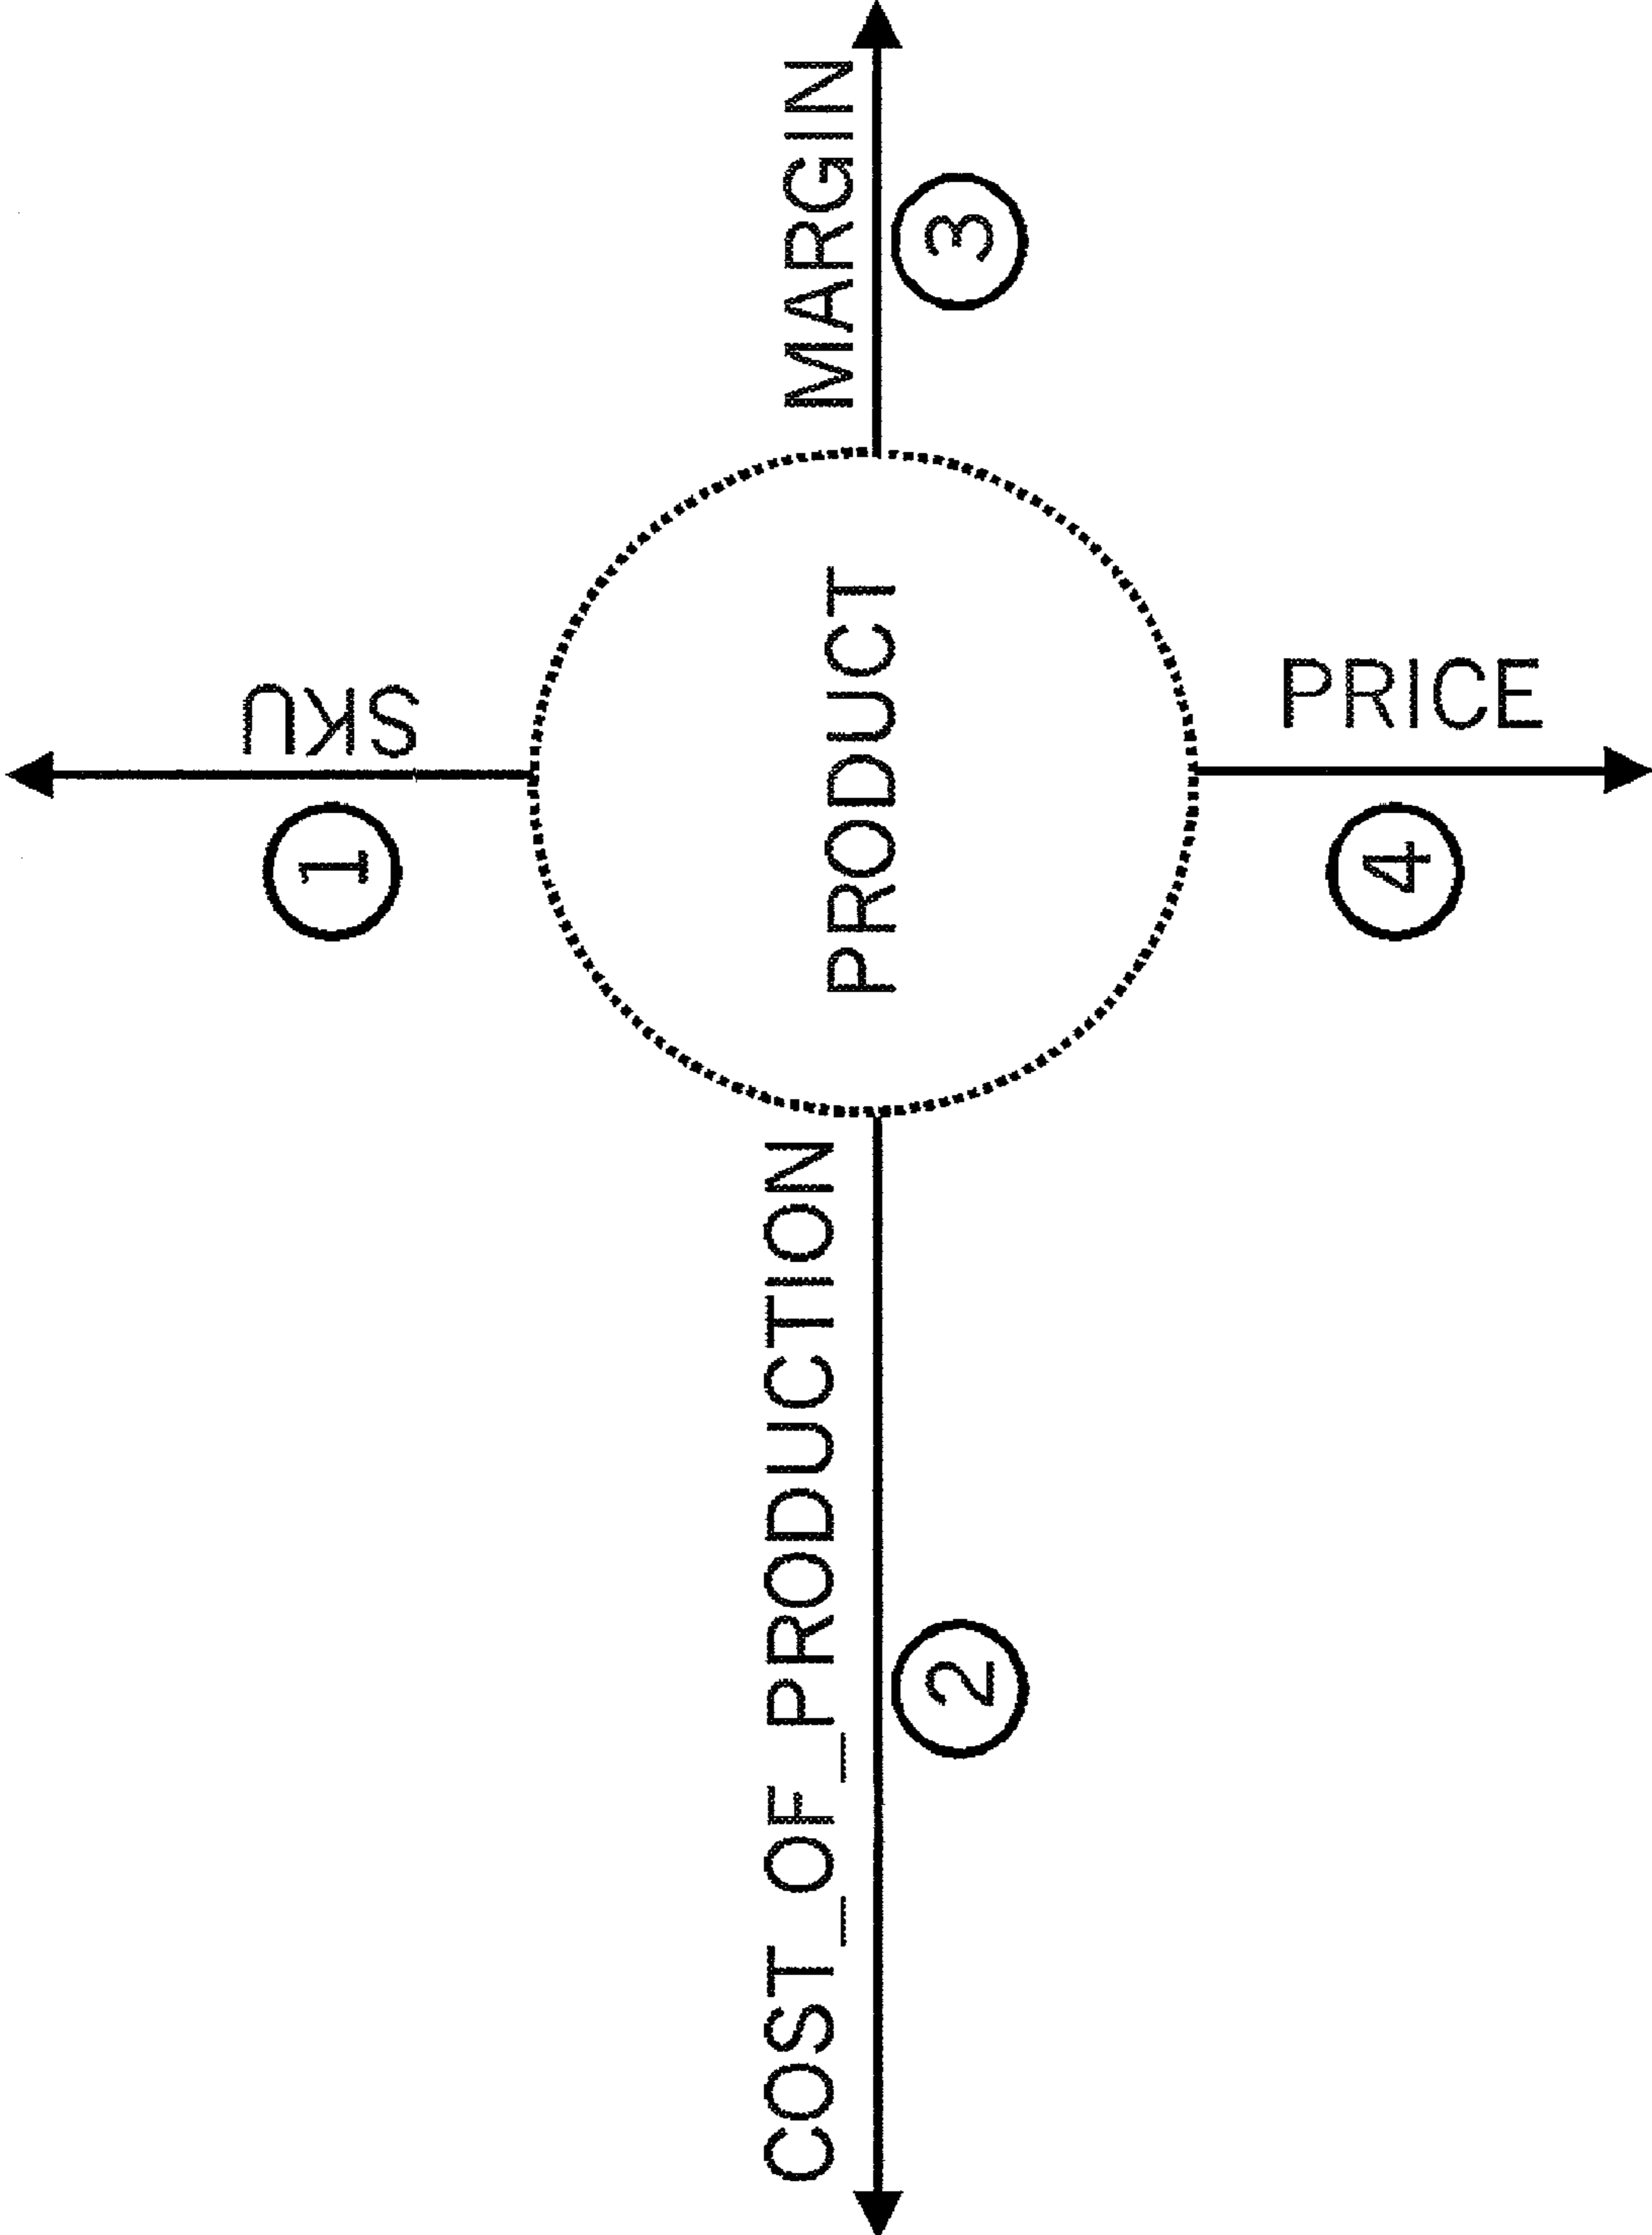 SKU
1
COST_OF_PRODUCTION
2
PRODUCT
MARGIN
3
PRICE
4